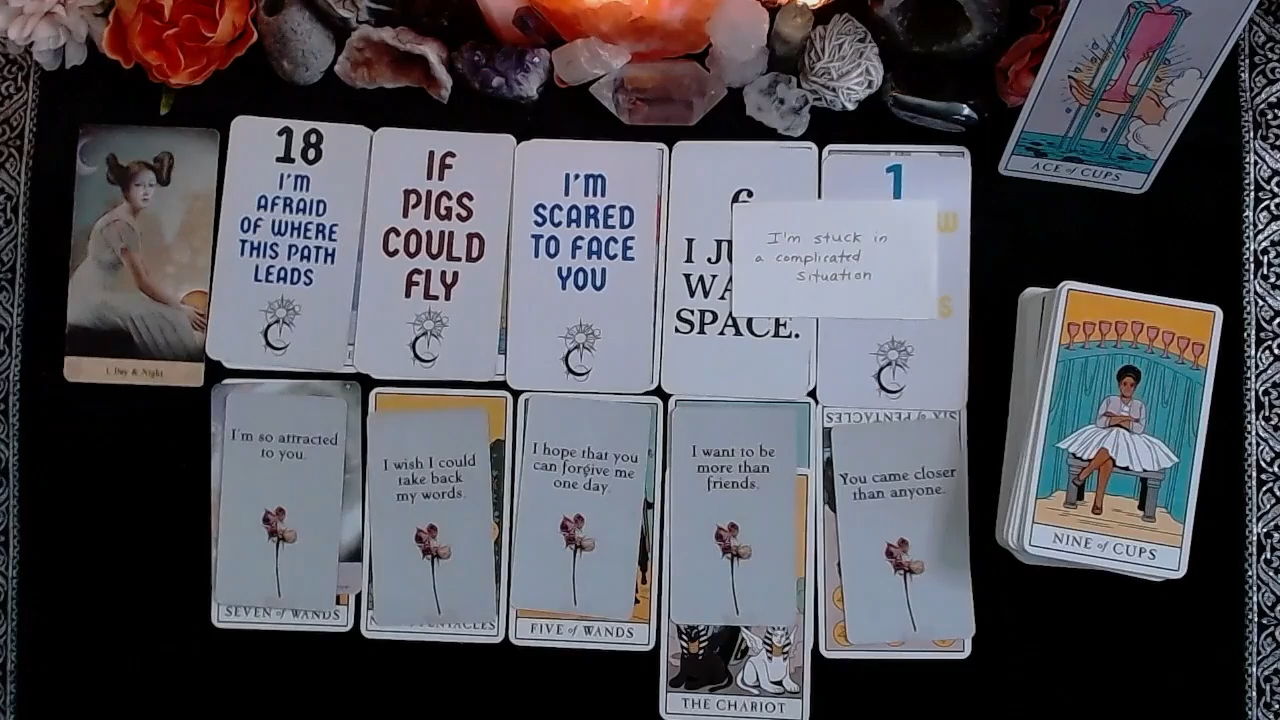 ACE of CUPS
1. Day & Night
18
I'M
AFRAID
OF WHERE
THIS PATH
LEADS
IF
PIGS
COULD
FLY
I'M
SCARED
TO FACE
YOU
I
SPACE.
1
I'm stuck in
a complicated
situation
NINE of CUPS
I'm so attracted
to you.
SEVEN of WANDS
I wish I could
take back
my words.
I hope that you
can forgive me
one day.
FIVE of WANDS
I want to be
more than
friends.
THE CHARIOT
SIX of PENTACLES
You came closer
than anyone.